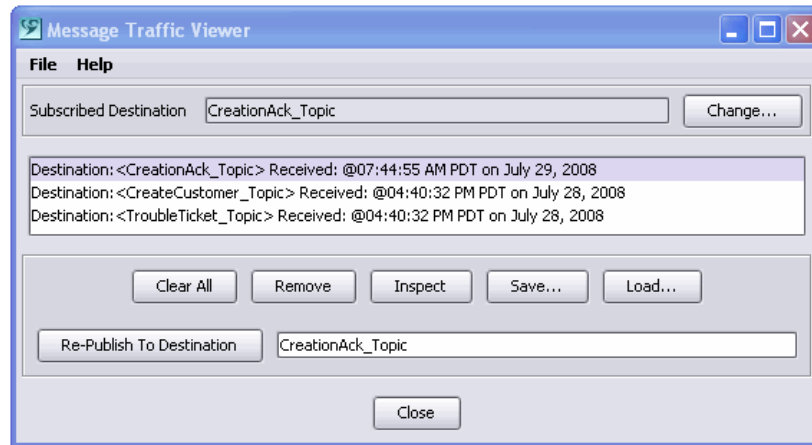 Message Traffic Viewer
File Help
Subscribed Destination CreationAck_Topic Change...
Destination:<CreationAck_Topic> Received: @07:44:55 AM PDT on July 29, 2008
Destination:<CreateCustomer_Topic> Received: @04:40:32 PM PDT on July 28, 2008
Destination:<TroubleTicket_Topic> Received: @04:40:32 PM PDT on July 28, 2008
Clear All Remove Inspect Save... Load...
Re-Publish To Destination CreationAck_Topic
Close